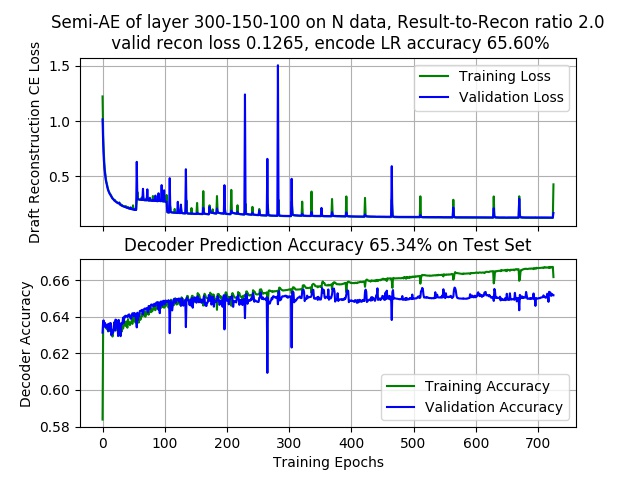 Semi-AE of layer 300-150-100 on N data, Result-to-Recon ratio 2.0
valid recon loss 0.1265, encode LR accuracy 65.60%
Draft Reconstruction CE Loss
1.5
1.0
0.5
Training Loss
Validation Loss
Decoder Prediction Accuracy 65.34% on Test Set
Decoder Accuracy
0.66
0.64
0.62
0.60
0.58
Training Accuracy
Validation Accuracy
0 100 200 300 400 500 600 700
Training Epochs